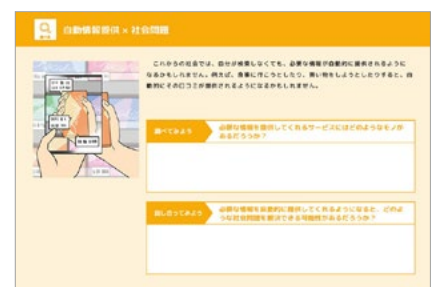 自動情報提供 × 社会問題
これからの社会では、自分が検索しなくても、必要な情報が自動的に提供されるように
なるかもしれません。例えば、食事に行こうとしたり、買い物をしようとしたりすると、自
動的にその口コミが提供されるようになるかもしれません。
調べてみよう
必要な情報を提供してくれるサービスにはどのようなモノが
あるだろうか？
話し合ってみよう
必要な情報を自動的に提供してくれるようになると、どのよ
うな社会問題を解決できる可能性があるだろうか？